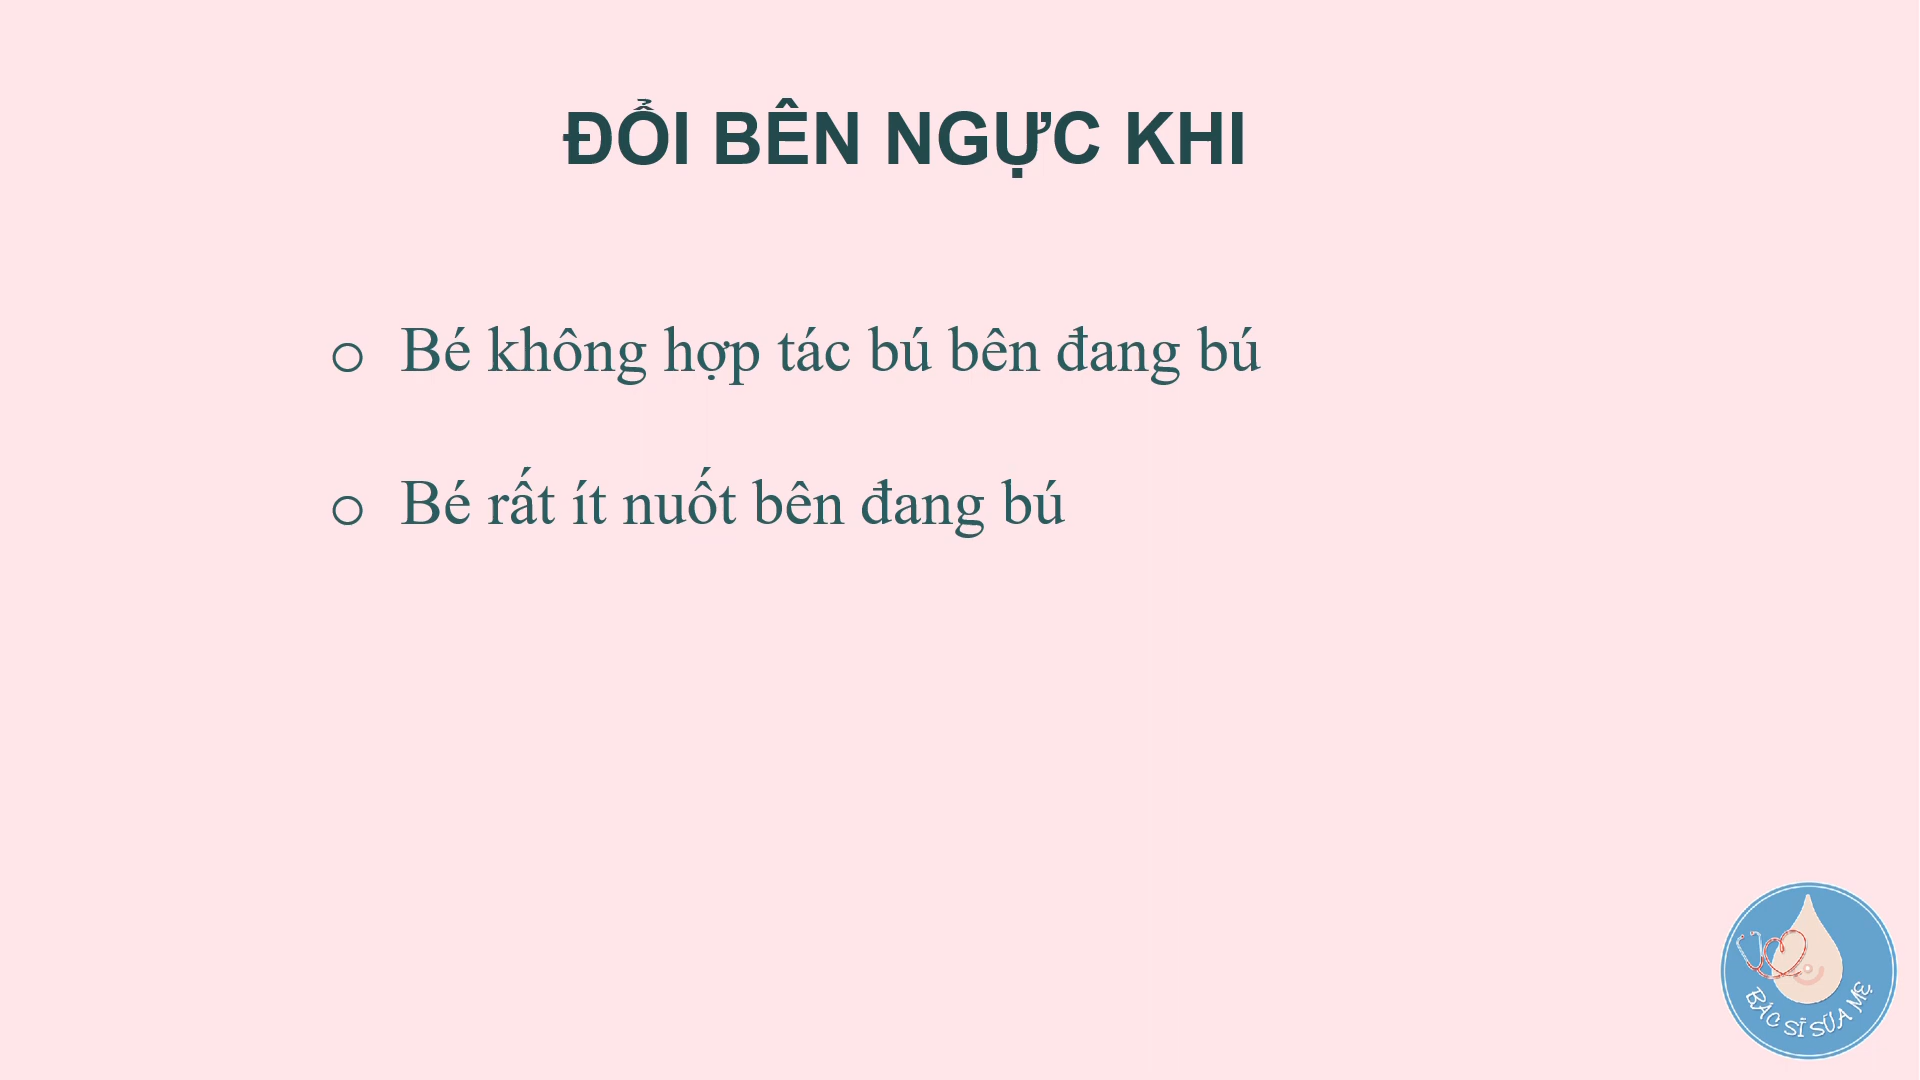 ĐỔI BÊN NGỰC KHI
o Bé không hợp tác bú bên đang bú
o Bé rất ít nuốt bên đang bú
BÁC SĨ SỮA MẸ